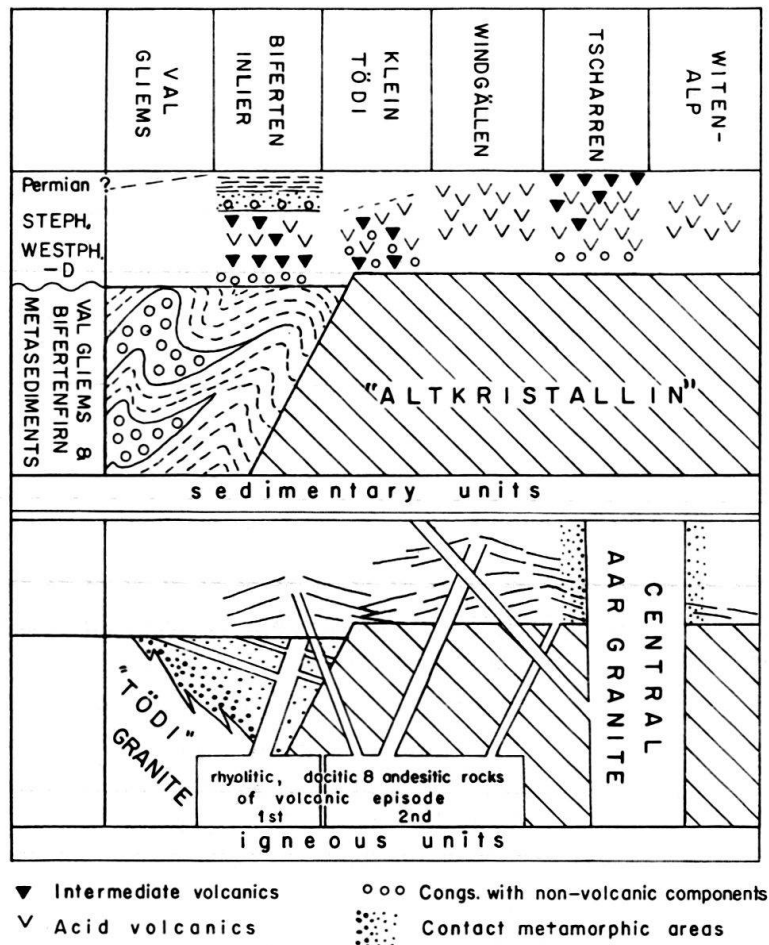 VAL GLIEMS
BIFERTEN INLIER
KLEIN TÖDI
WINDGÄLLEN
TSCHARREN
WITEN-ALP
Permian ?
STEPH.
WESTPH.
-D
VAL GLIEMS &
BIFERTENFIRN
METASEDIMENTS
"ALTKRISTALLIN"
sedimentary units
"TÖDI"
GRANITE
CENTRAL
AAR GRANITE
rhyolitic, dacitic & andesitic rocks
of volcanic episode
1st 2nd
igneous units
Intermediate volcanics
Acid volcanics
Congs. with non-volcanic components
Contact metamorphic areas